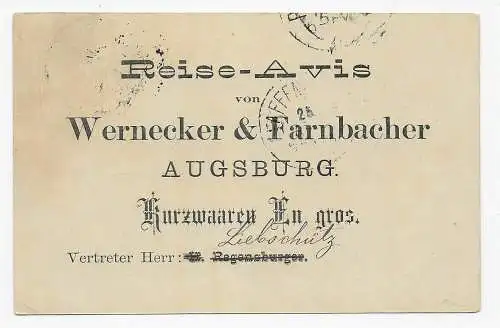 Reise-Avis
von
Wernecker & Farnbacher
AUGSBURG.
Kurzwaaren En gros.
Liebschütz
Vertreter Herr: H. Regensburger.